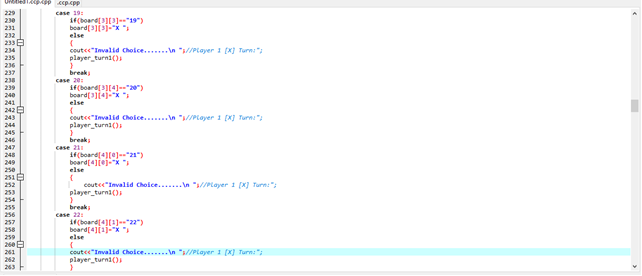 Untitled1.ccp.cpp .ccp.cpp
229 case 19:
230 if(board[3][3]=="19")
231 board[3][3]="X ";
232 else
233 {
234 cout<<"Invalid Choice.......\n ";//Player 1 [X] Turn:";
235 player_turn1();
236 }
237 break;
238 case 20:
239 if(board[3][4]=="20")
240 board[3][4]="X ";
241 else
242 {
243 cout<<"Invalid Choice.......\n ";//Player 1 [X] Turn:";
244 player_turn1();
245 }
246 break;
247 case 21:
248 if(board[4][0]=="21")
249 board[4][0]="X ";
250 else
251 {
252 cout<<"Invalid Choice.......\n ";//Player 1 [X] Turn:";
253 player_turn1();
254 }
255 break;
256 case 22:
257 if(board[4][1]=="22")
258 board[4][1]="X ";
259 else
260 {
261 cout<<"Invalid Choice.......\n ";//Player 1 [X] Turn:";
262 player_turn1();
263 }